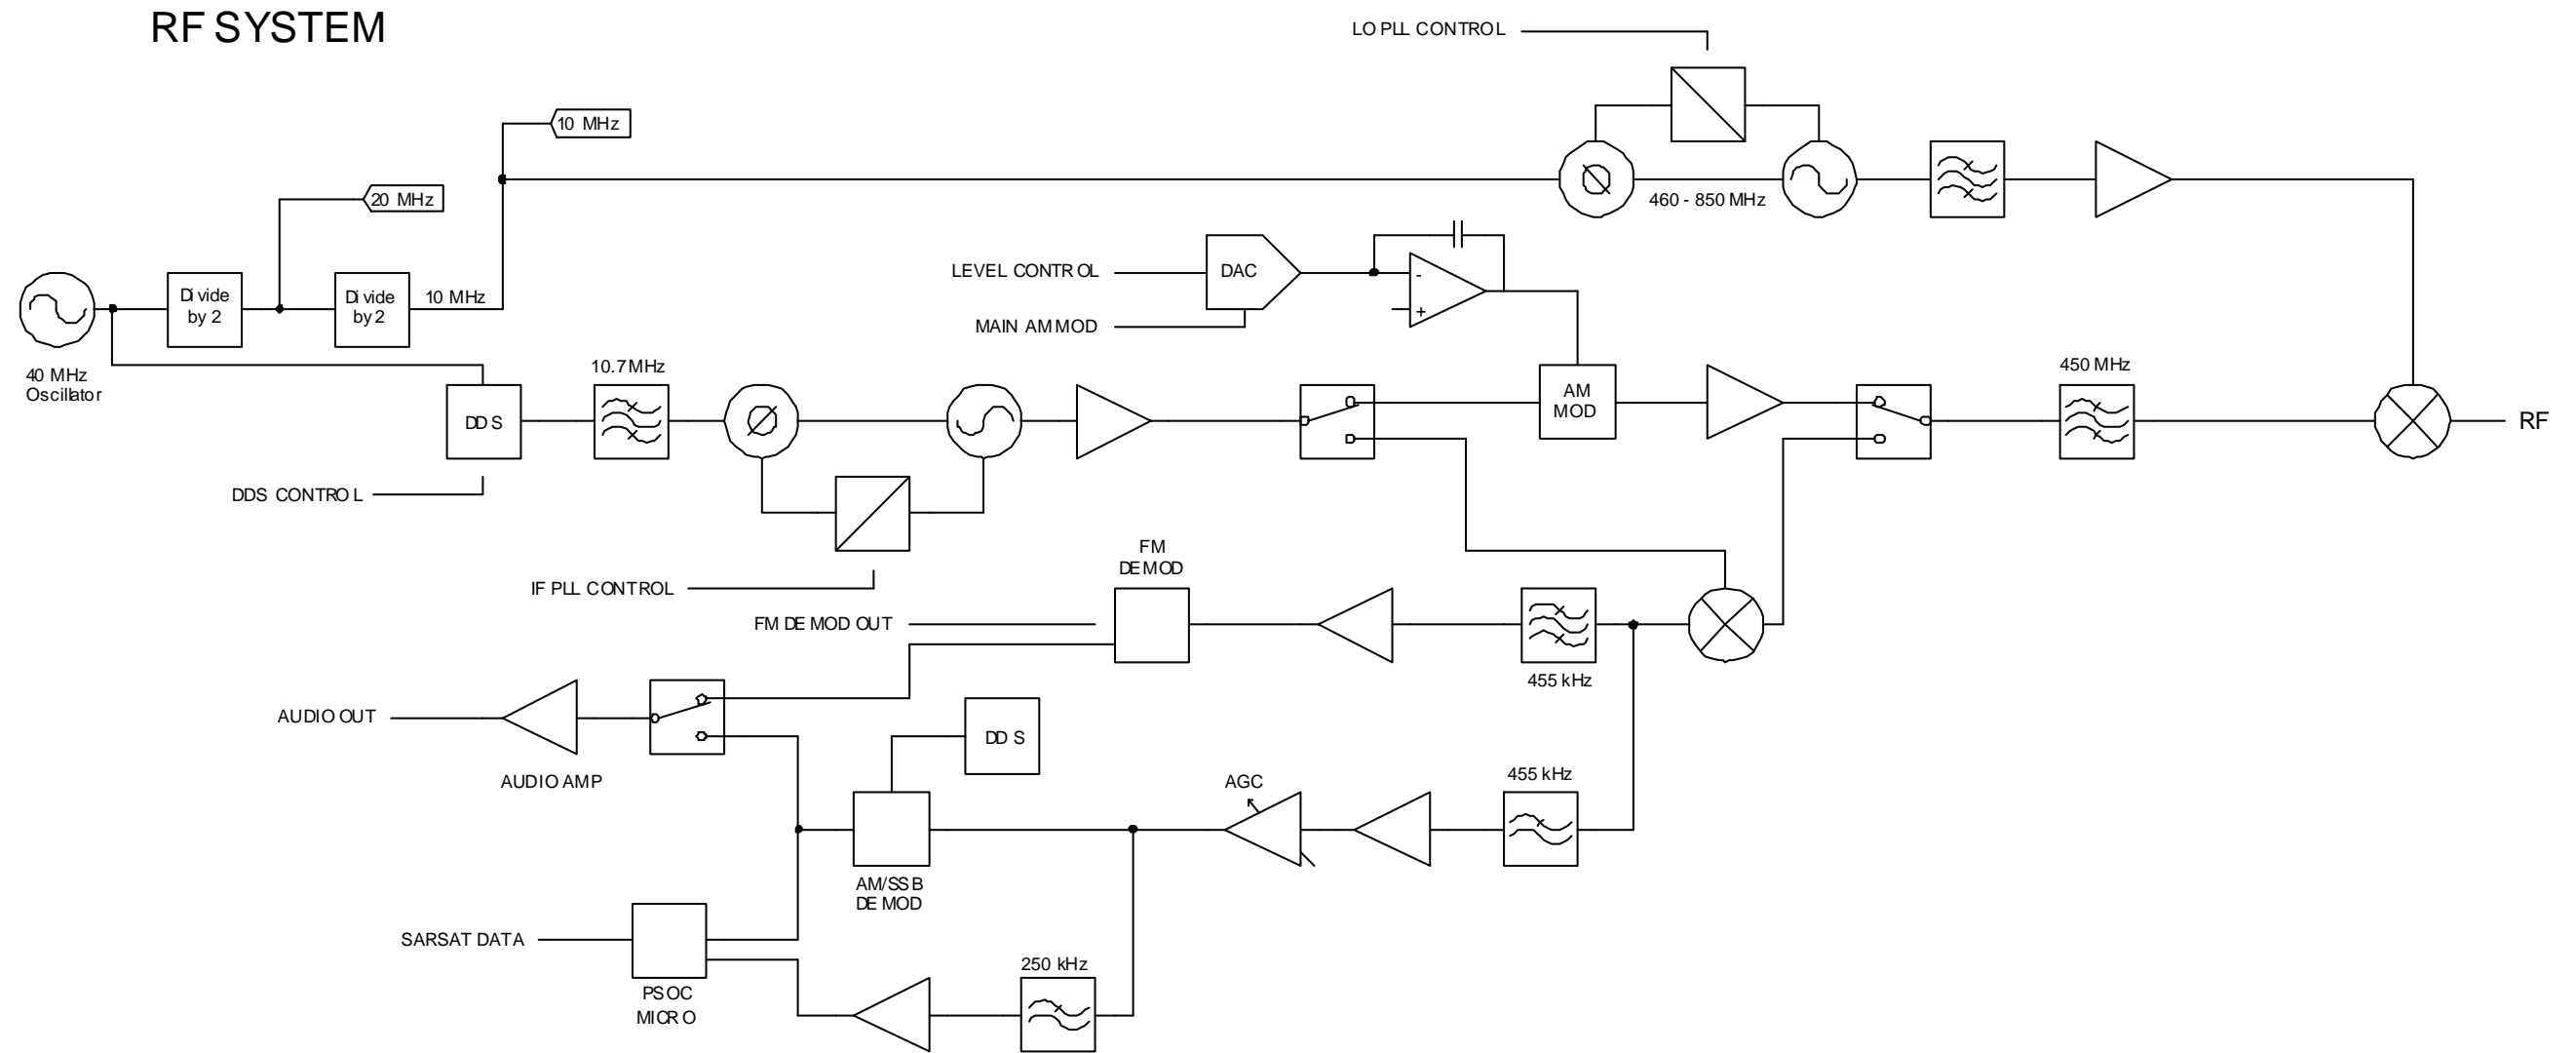 RF SYSTEM
LO PLL CONTROL
10 MHz
20 MHz
460 - 850 MHz
LEVEL CONTROL
DAC
-
+
MAIN AM MOD
Divide
by 2
Divide
by 2
10 MHz
40 MHz
Oscillator
10.7 MHz
450 MHz
DDS
AM
MOD
RF
DDS CONTROL
IF PLL CONTROL
FM
DEMOD
FM DEMOD OUT
455 kHz
AUDIO OUT
DDS
AUDIO AMP
AGC
455 kHz
AM/SSB
DEMOD
SARSAT DATA
250 kHz
PSOC
MICRO